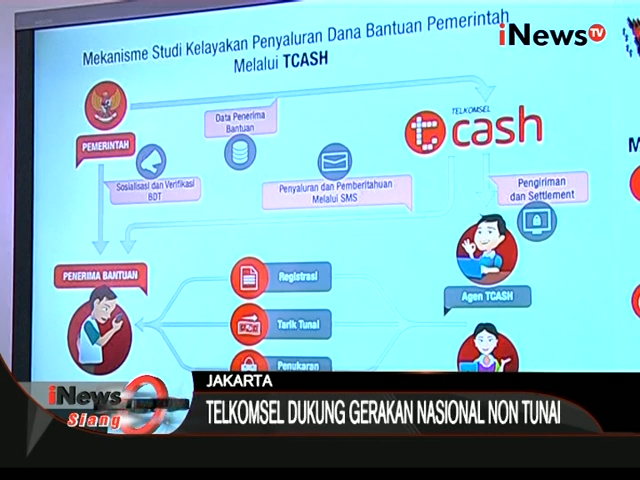 iNews TV
Mekanisme Studi Kelayakan Penyaluran Dana Bantuan Pemerintah
Melalui TCASH
Data Penerima
Bantuan
TELKOMSEL
t cash
PEMERINTAH
Sosialisasi dan Verifikasi
BDT
Penyaluran dan Pemberitahuan
Melalui SMS
Pengiriman
dan Settlement
PENERIMA BANTUAN
Registrasi
Agen TCASH
Tarik Tunai
Penukaran
M
JAKARTA
iNews
Siang
TELKOMSEL DUKUNG GERAKAN NASIONAL NON TUNAI